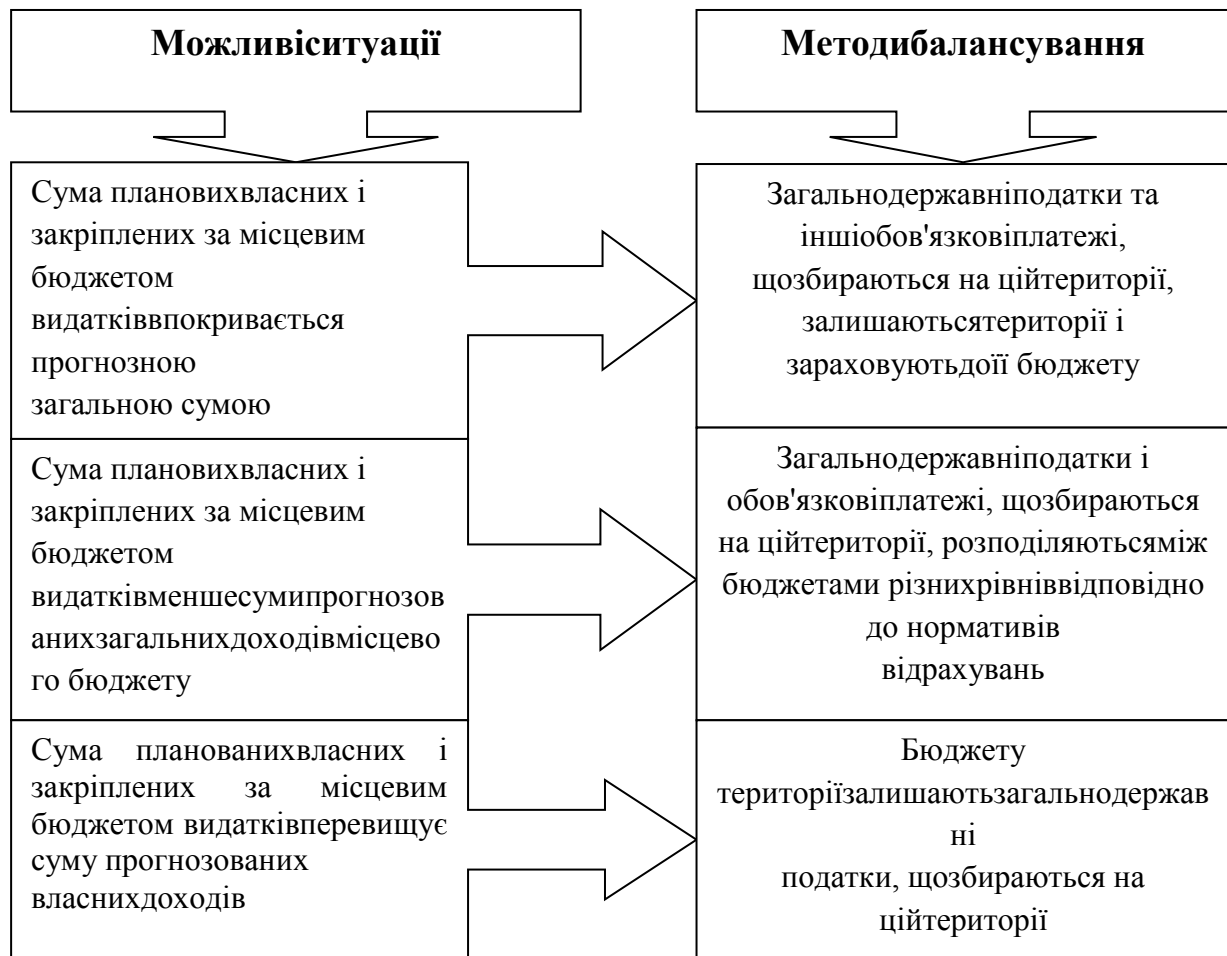 Можливіситуації
Методибалансування
Сума плановихвласних і
закріплених за місцевим
бюджетом
видатківвпокривається
прогнозною
загальною сумою
Загальнодержавніподатки та
іншіобов'язковіплатежі,
щозбираються на ційтериторії,
залишаютьсятериторії і
зараховуютьдоїї бюджету
Сума плановихвласних і
закріплених за місцевим
бюджетом
видатківменшесумипрогнозов
анихзагальнихдоходівмісцево
го бюджету
Загальнодержавніподатки і
обов'язковіплатежі, щозбираються
на ційтериторії, розподіляютьсяміж
бюджетами різнихрівніввідповідно
до нормативів
відрахувань
Сума планованихвласних і
закріплених за місцевим
бюджетом видатківперевищує
суму прогнозованих
власнихдоходів
Бюджету
територіїзалишаютьзагальнодержав
ні
податки, щозбираються на
ційтериторії